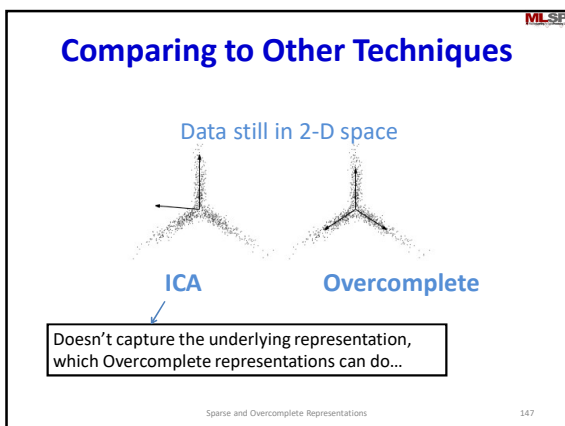 MLSP
Comparing to Other Techniques
Data still in 2-D space
ICA
Overcomplete
Doesn't capture the underlying representation,
which Overcomplete representations can do…
Sparse and Overcomplete Representations
147